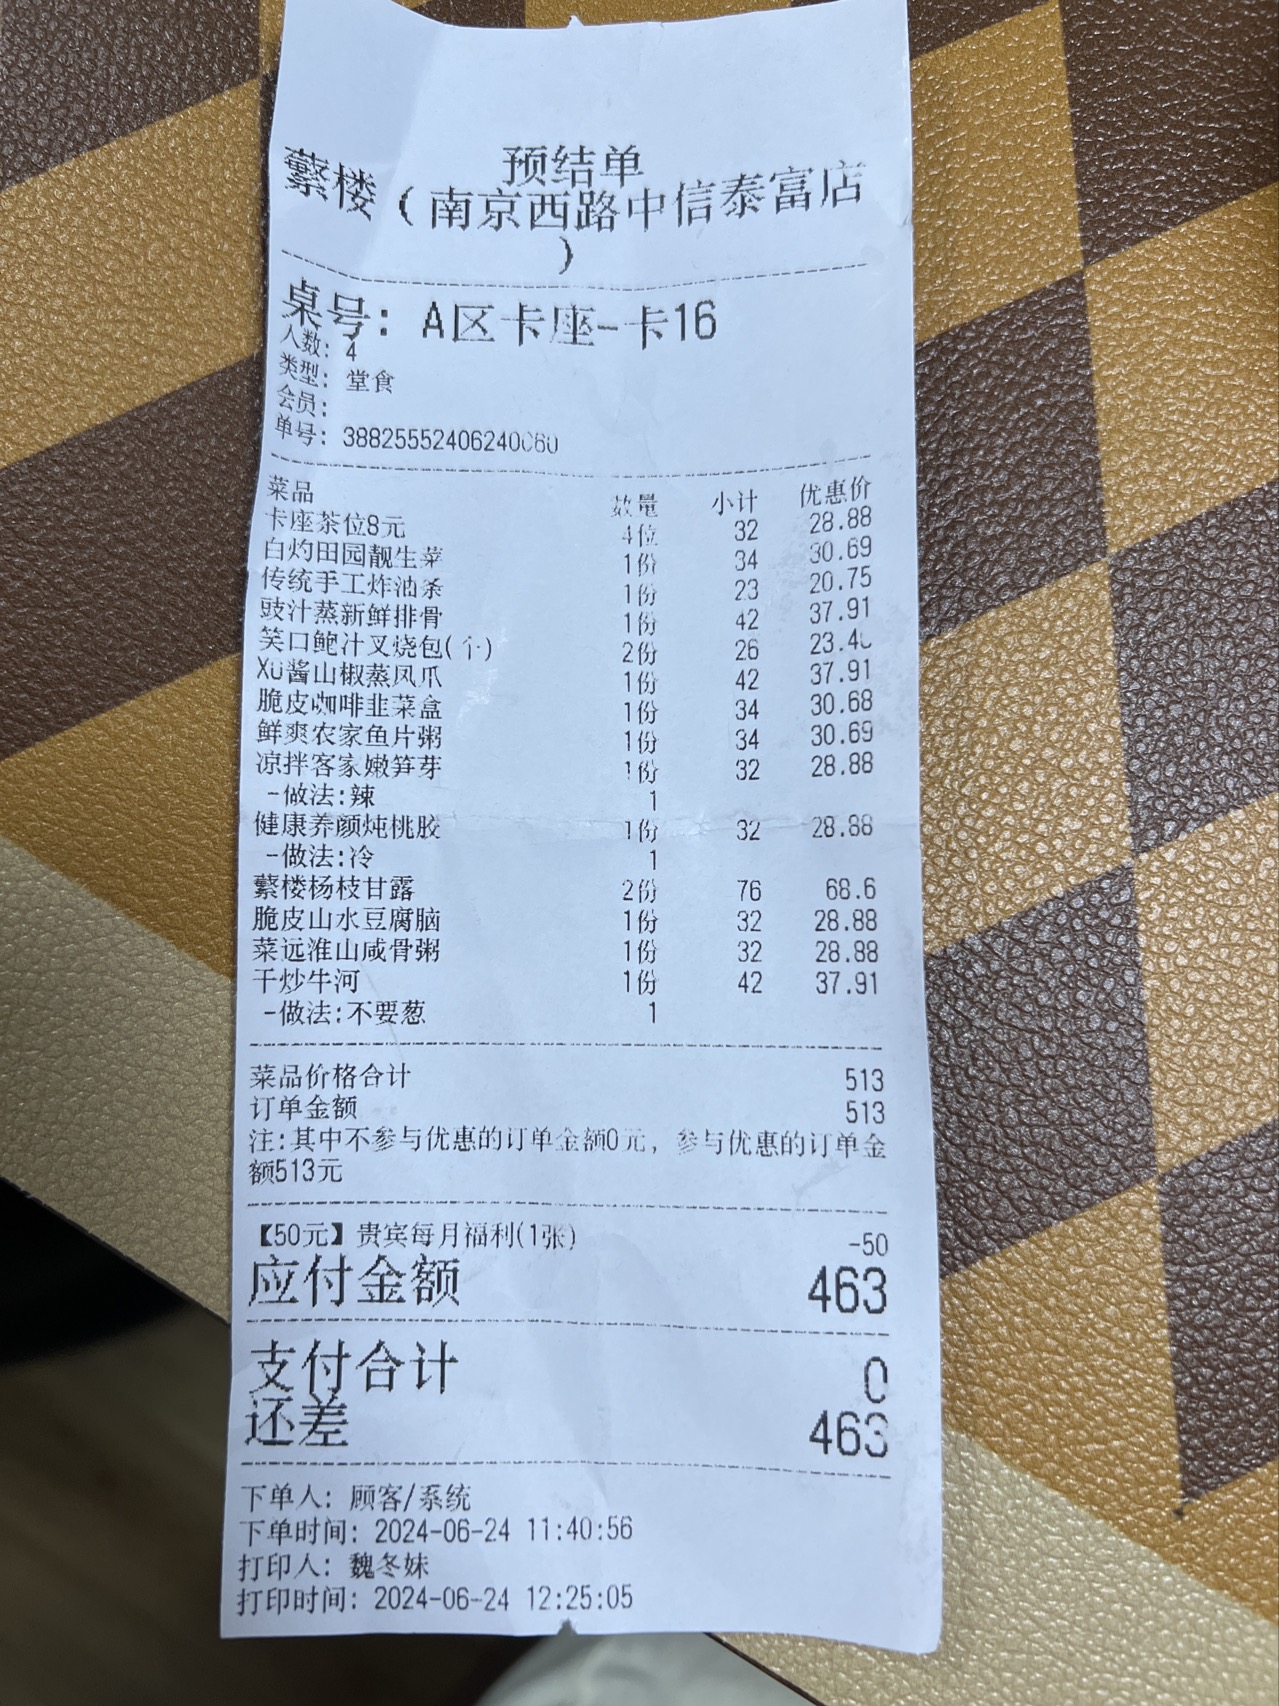 预结单
蘩楼（南京西路中信泰富店
）
桌号： A区卡座-卡16
人数： 4
类型： 堂食
会员：
单号： 38825552406240060
菜品 数量 小计 优惠价
卡座茶位8元 4位 32 28.88
白灼田园靓生菜 1份 34 30.69
传统手工炸油条 1份 23 20.75
豉汁蒸新鲜排骨 1份 42 37.91
笑口鲍汁叉烧包(个) 2份 26
XO酱山椒蒸凤爪 1份 42 37.91
脆皮咖啡韭菜盒 1份 34 30.68
鲜爽农家鱼片粥 1份 34 30.69
凉拌客家嫩笋芽 1份 32 28.88
-做法:辣 1
健康养颜炖桃胶 1份 32 28.88
-做法:冷 1
蘩楼杨枝甘露 2份 76 68.6
脆皮山水豆腐脑 1份 32 28.88
菜远淮山咸骨粥 1份 32 28.88
干炒牛河 1份 42 37.91
-做法:不要葱 1
菜品价格合计 513
订单金额 513
注:其中不参与优惠的订单金额0元，参与优惠的订单金
额513元
【50元】贵宾每月福利(1张) -50
应付金额 463
支付合计 0
还差 463
下单人： 顾客/系统
下单时间: 2024-06-24 11:40:56
打印人: 魏冬妹
打印时间: 2024-06-24 12:25:05